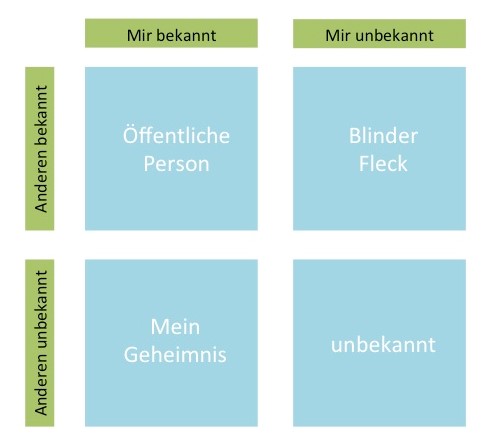 Mir bekannt
Mir unbekannt
Anderen bekannt
Öffentliche
Person
Blinder
Fleck
Anderen unbekannt
Mein
Geheimnis
unbekannt